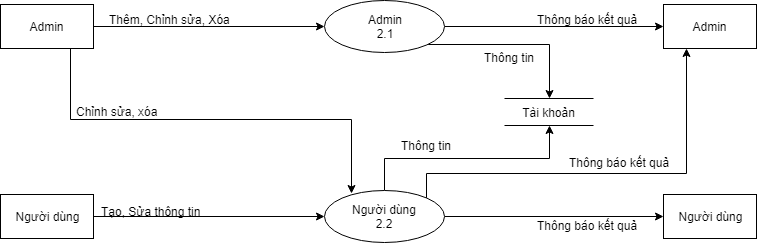 Admin
Thêm, Chỉnh sửa, Xóa
Admin
2.1
Thông báo kết quả
Admin
Thông tin
Chỉnh sửa, xóa
Tài khoản
Thông tin
Thông báo kết quả
Người dùng
Tạo, Sửa thông tin
Người dùng
2.2
Thông báo kết quả
Người dùng